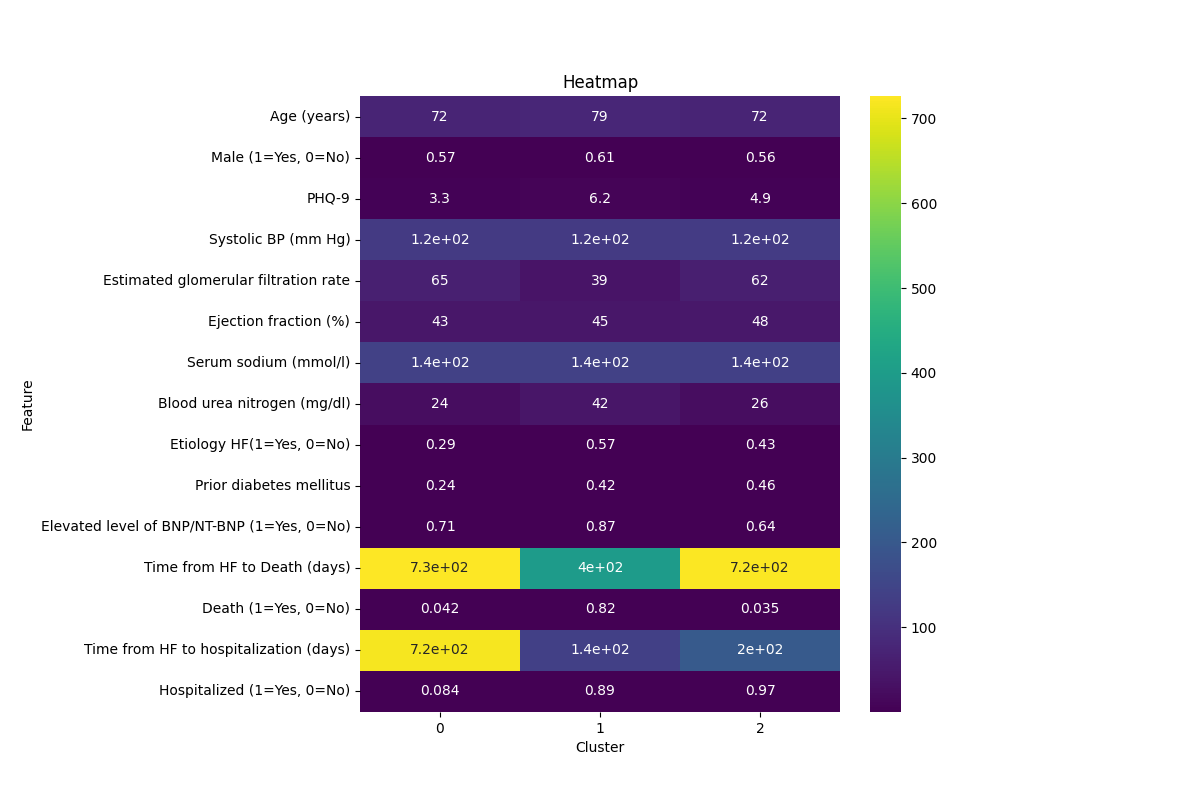 Heatmap
Age (years) 72 79 72
Male (1=Yes, 0=No) 0.57 0.61 0.56
PHQ-9 3.3 6.2 4.9
Systolic BP (mm Hg) 1.2e+02 1.2e+02 1.2e+02
Estimated glomerular filtration rate 65 39 62
Ejection fraction (%) 43 45 48
Serum sodium (mmol/l) 1.4e+02 1.4e+02 1.4e+02
Blood urea nitrogen (mg/dl) 24 42 26
Etiology HF(1=Yes, 0=No) 0.29 0.57 0.43
Prior diabetes mellitus 0.24 0.42 0.46
Elevated level of BNP/NT-BNP (1=Yes, 0=No) 0.71 0.87 0.64
Time from HF to Death (days) 7.3e+02 4e+02 7.2e+02
Death (1=Yes, 0=No) 0.042 0.82 0.035
Time from HF to hospitalization (days) 7.2e+02 1.4e+02 2e+02
Hospitalized (1=Yes, 0=No) 0.084 0.89 0.97
0 1 2
Cluster
Feature
700
600
500
400
300
200
100